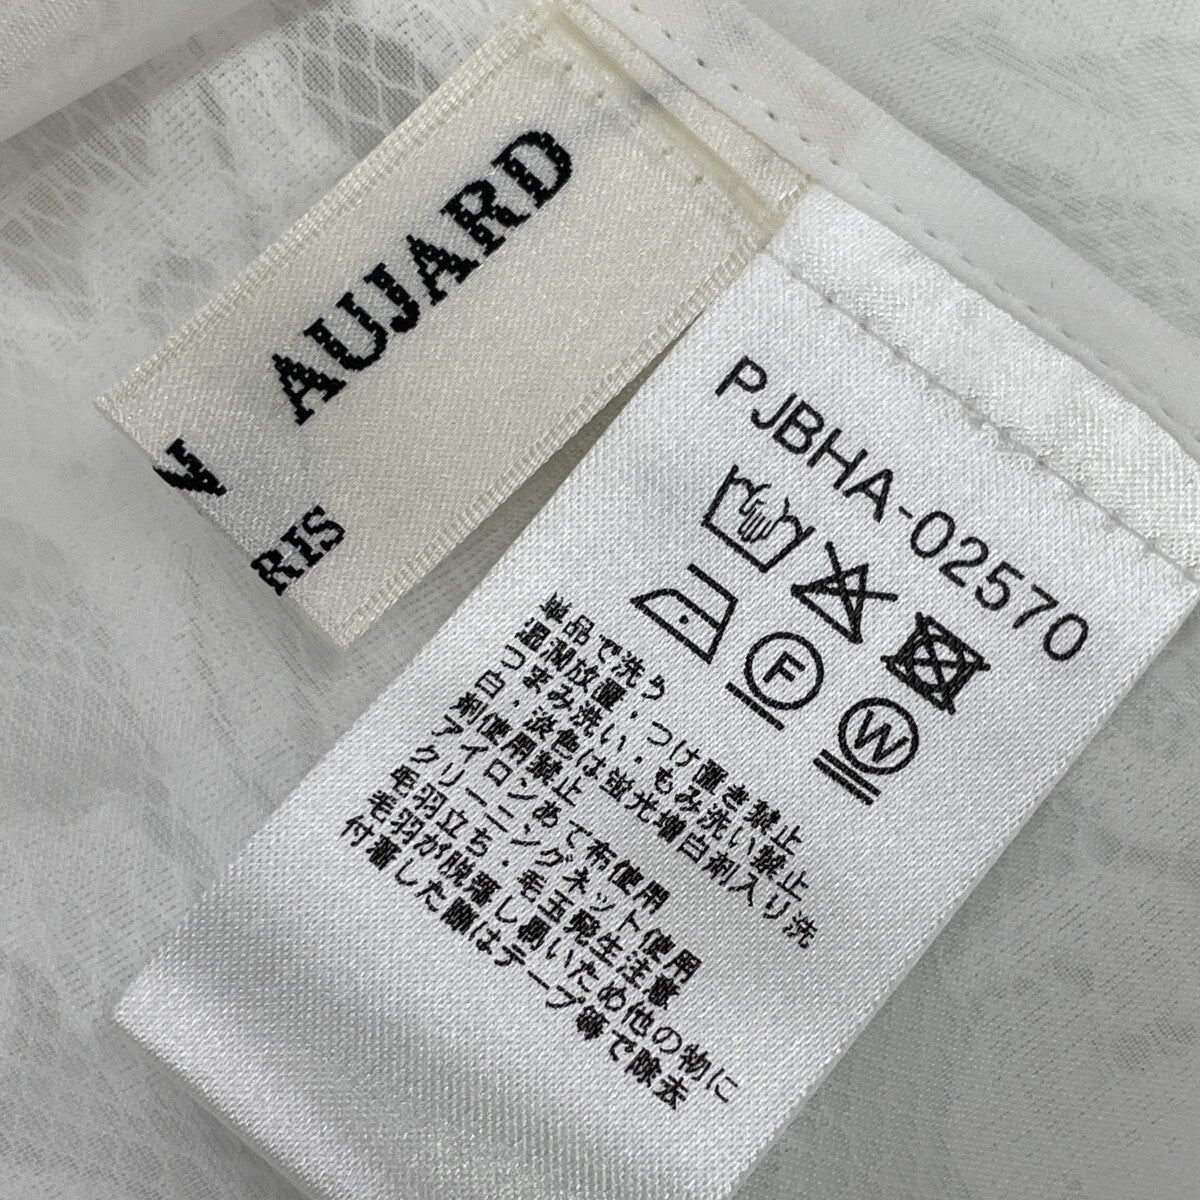 AUJARD
N
RIS
PJBHA-02570
F
W
単品で洗う
温潤放置・つけ置き禁止
つまみ洗い・もみ洗い禁止
白・淡色は蛍光増白剤入り洗
剤使用禁止
アイロンあて布使用
クリーニングネット使用
毛羽立ち・毛玉発生注意
毛羽が脱落し易いため他の物に
付着した際はテープ等で除去